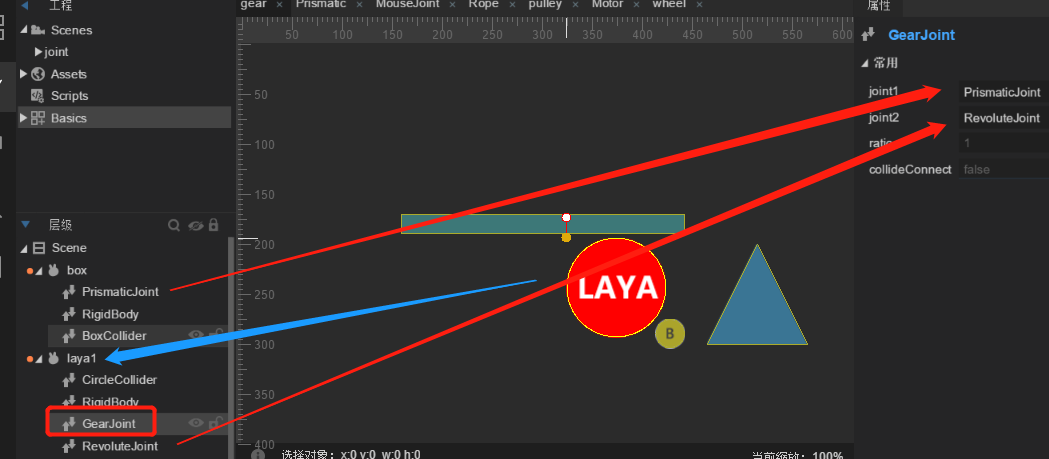 工程
gear × Prismatic × MouseJoint × Rope × pulley × Motor × wheel ×
属性
Scenes
joint
Assets
Scripts
Basics
50 100 150 200 250 300 350 400 450 500 550 600
50
100
150
200
250
300
350
400
GearJoint
常用
joint1 PrismaticJoint
joint2 RevoluteJoint
ratio 1
collideConnect false
层级
Scene
box
PrismaticJoint
RigidBody
BoxCollider
laya1
CircleCollider
RigidBody
GearJoint
RevoluteJoint
LAYA
B
选择对象: x:0 y:0 w:0 h:0
当前缩放: 100%